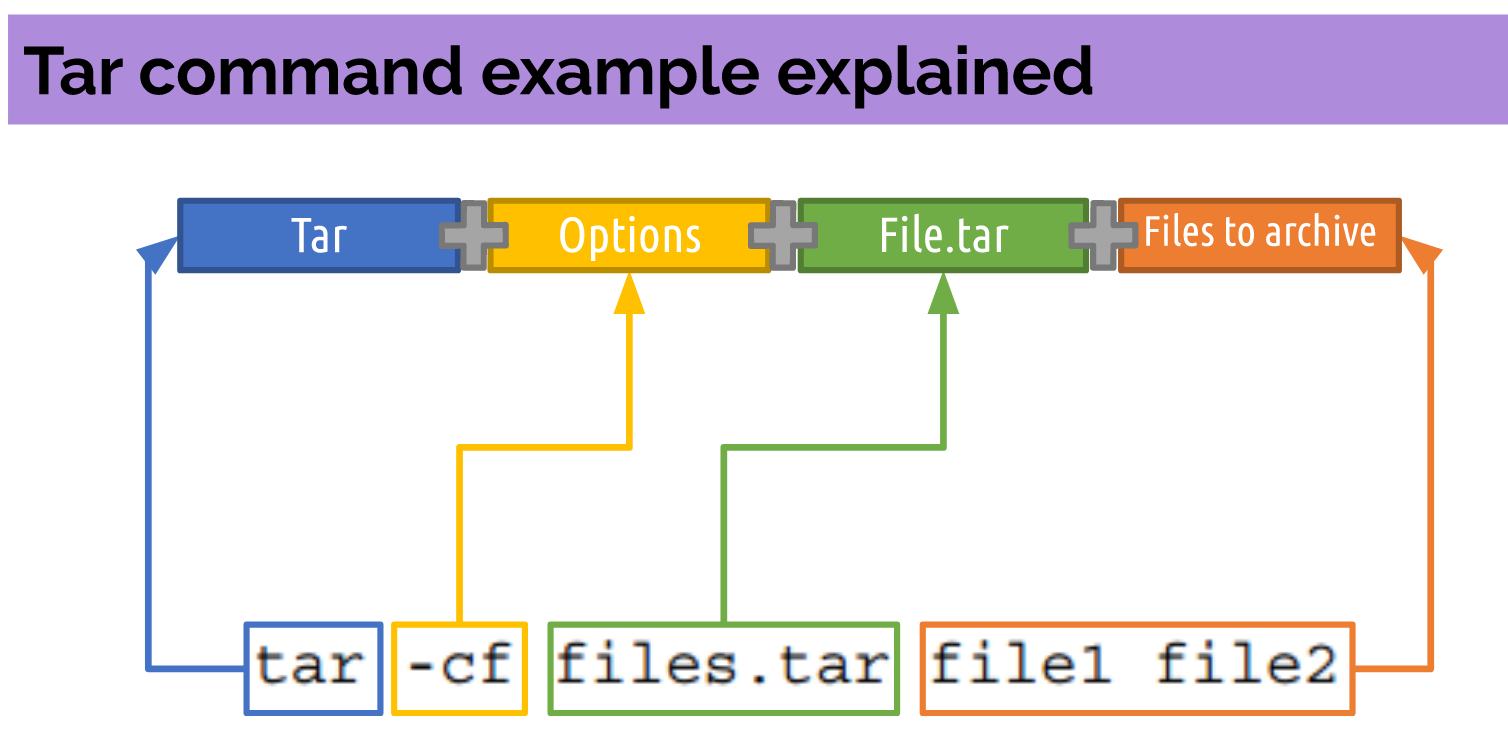 Tar command example explained
Tar Options File.tar Files to archive
tar -cf files.tar file1 file2